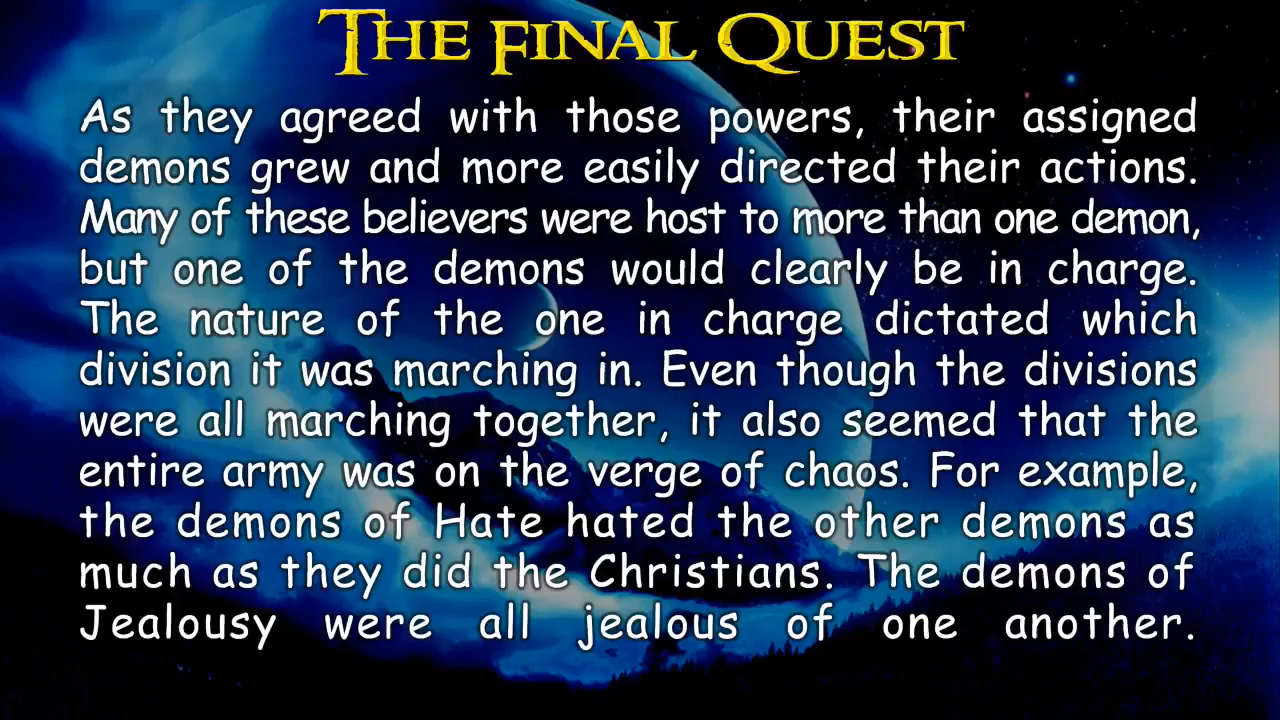 The Final Quest
As they agreed with those powers, their assigned
demons grew and more easily directed their actions.
Many of these believers were host to more than one demon,
but one of the demons would clearly be in charge.
The nature of the one in charge dictated which
division it was marching in. Even though the divisions
were all marching together, it also seemed that the
entire army was on the verge of chaos. For example,
the demons of Hate hated the other demons as
much as they did the Christians. The demons of
Jealousy were all jealous of one another.